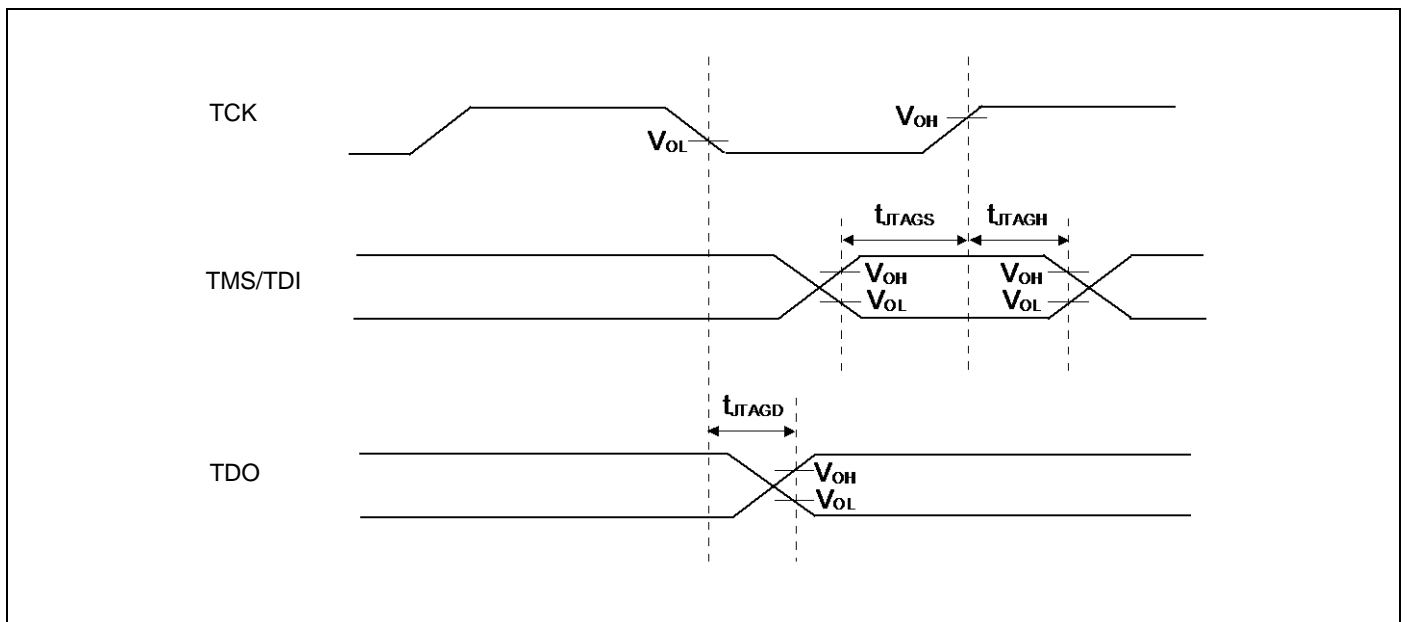 TCK
VOH
VOL
tJTAGS tJTAGH
TMS/TDI
VOH VOH
VOL VOL
tJTAGD
TDO
VOH
VOL